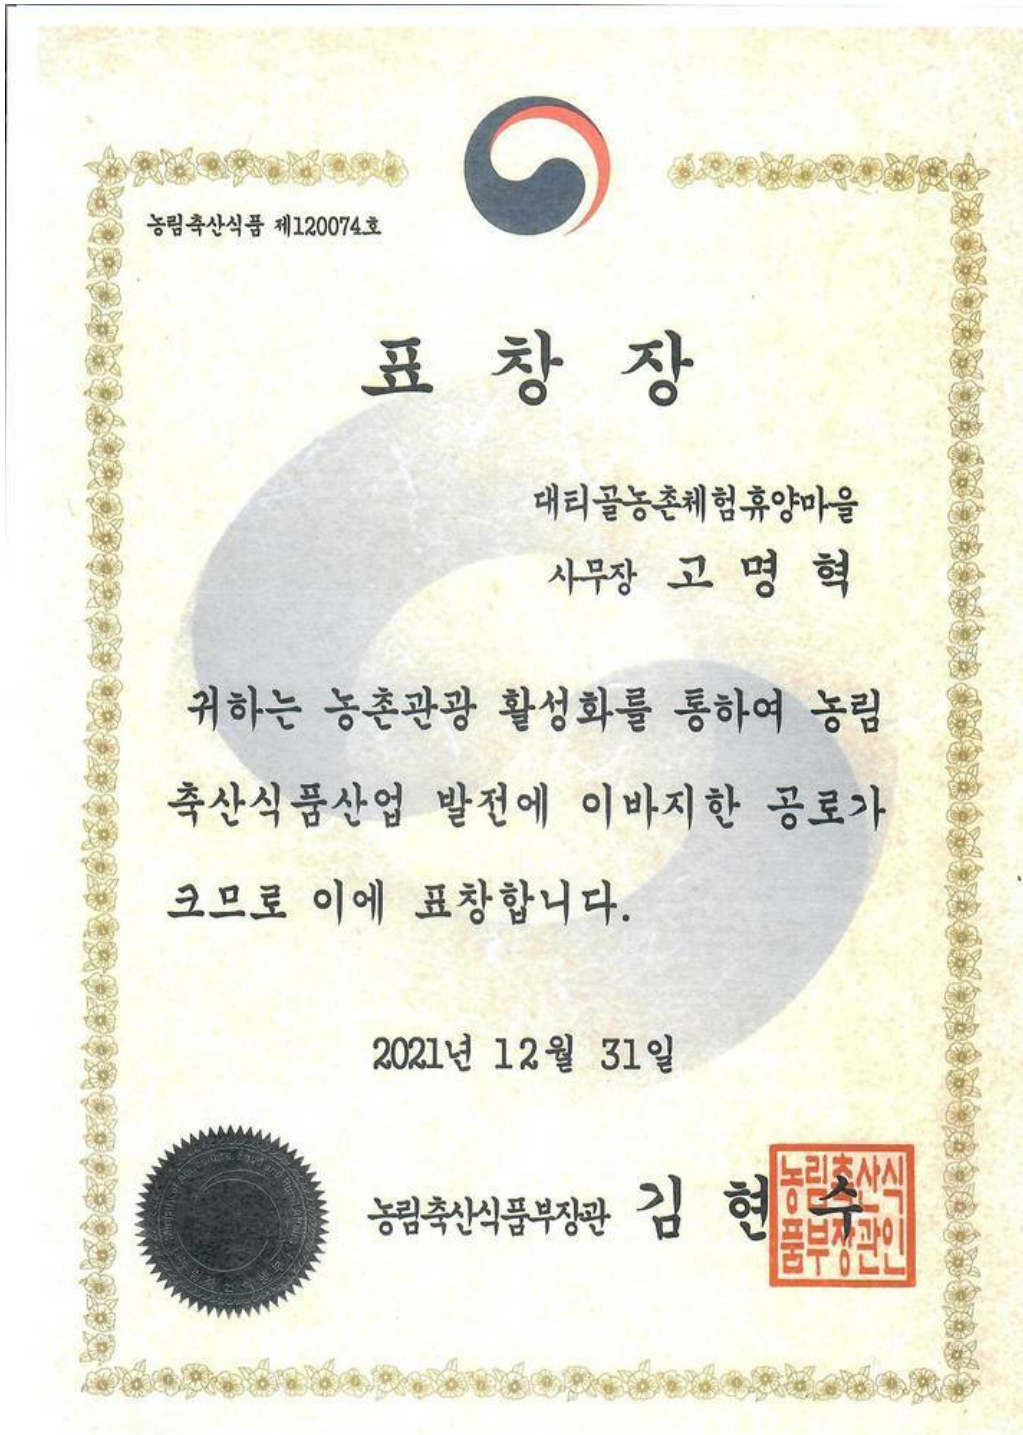 농림축산식품 제120074호
표 창 장
대티골농촌체험휴양마을
사무장 고 명 혁
귀하는 농촌관광 활성화를 통하여 농림
축산식품산업 발전에 이바지한 공로가
크므로 이에 표창합니다.
2021년 12월 31일
농림축산식품부장관 김 현 수
농림축산식
품부장관인